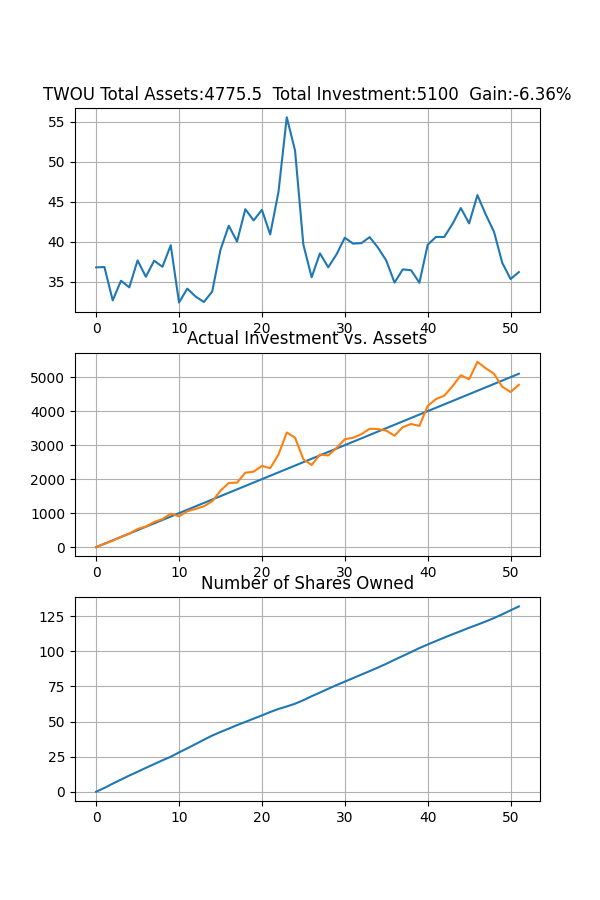 TWOU Total Assets:4775.5  Total Investment:5100  Gain:-6.36%
55
50
45
40
35
0 10 20 30 40 50
Actual Investment vs. Assets
5000
4000
3000
2000
1000
0
0 10 20 30 40 50
Number of Shares Owned
125
100
75
50
25
0
0 10 20 30 40 50